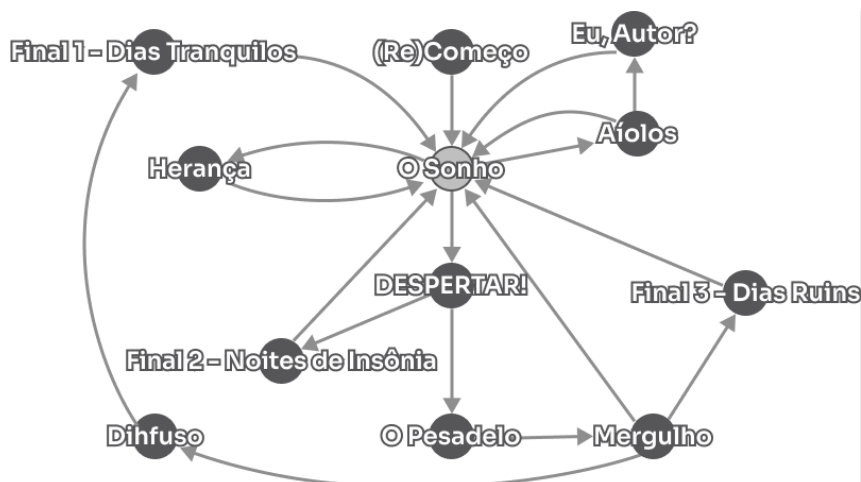 Final 1 - Dias Tranquilos
(Re)Começo
Eu, Autor?
Aíolos
Herança
O Sonho
DESPERTAR!
Final 3 - Dias Ruins
Final 2 - Noites de Insônia
Dihfuso
O Pesadelo
Mergulho